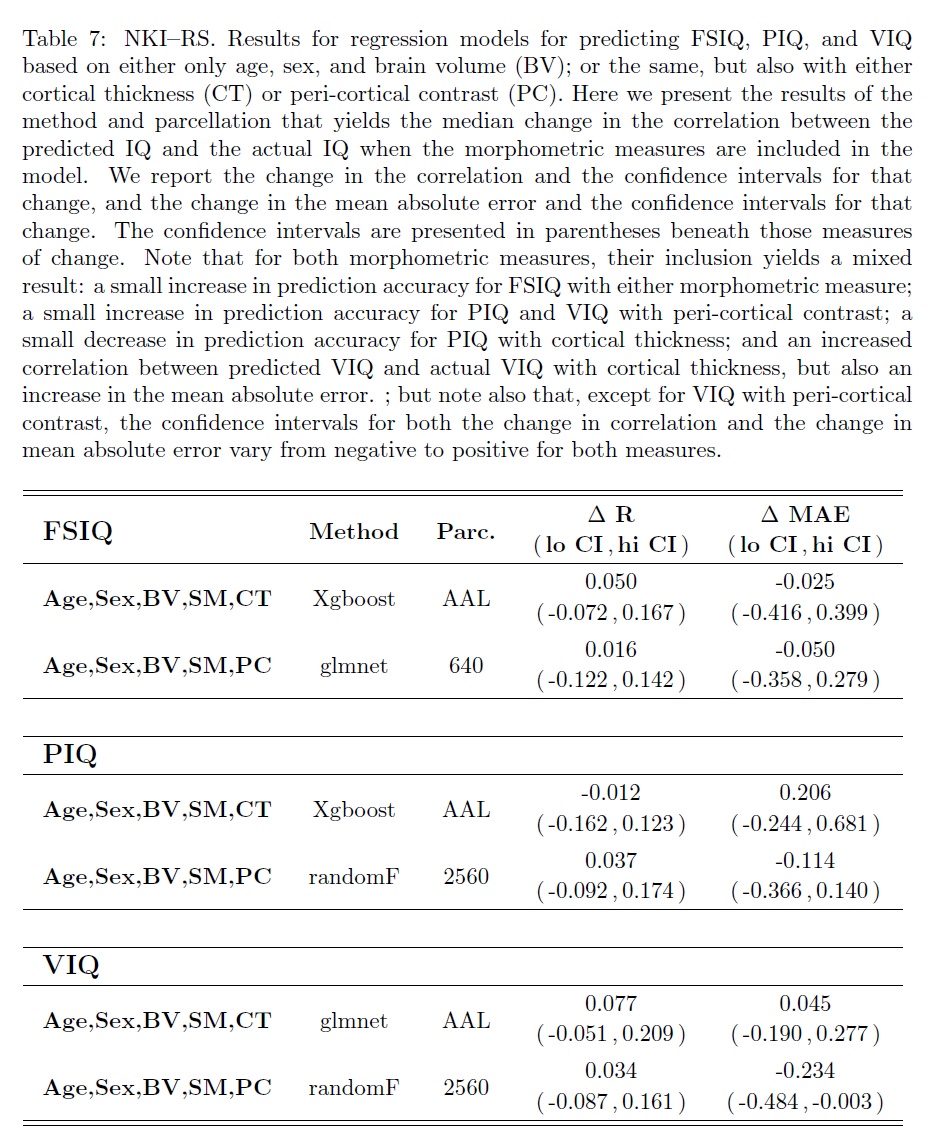 Table 7: NKI–RS. Results for regression models for predicting FSIQ, PIQ, and VIQ
based on either only age, sex, and brain volume (BV); or the same, but also with either
cortical thickness (CT) or peri-cortical contrast (PC). Here we present the results of the
method and parcellation that yields the median change in the correlation between the
predicted IQ and the actual IQ when the morphometric measures are included in the
model. We report the change in the correlation and the confidence intervals for that
change, and the change in the mean absolute error and the confidence intervals for that
change. The confidence intervals are presented in parentheses beneath those measures
of change. Note that for both morphometric measures, their inclusion yields a mixed
result: a small increase in prediction accuracy for FSIQ with either morphometric measure;
a small increase in prediction accuracy for PIQ and VIQ with peri-cortical contrast; a
small decrease in prediction accuracy for PIQ with cortical thickness; and an increased
correlation between predicted VIQ and actual VIQ with cortical thickness, but also an
increase in the mean absolute error. ; but note also that, except for VIQ with peri-cortical
contrast, the confidence intervals for both the change in correlation and the change in
mean absolute error vary from negative to positive for both measures.
FSIQ Method Parc. Δ R Δ MAE
(lo CI,hi CI) (lo CI,hi CI)
0.050 -0.025
Age,Sex,BV,SM,CT Xgboost AAL
(-0.072,0.167) (-0.416,0.399)
0.016 -0.050
Age,Sex,BV,SM,PC glmnet 640
(-0.122,0.142) (-0.358,0.279)
PIQ
-0.012 0.206
Age,Sex,BV,SM,CT Xgboost AAL
(-0.162,0.123) (-0.244,0.681)
0.037 -0.114
Age,Sex,BV,SM,PC randomF 2560
(-0.092,0.174) (-0.366,0.140)
VIQ
0.077 0.045
Age,Sex,BV,SM,CT glmnet AAL
(-0.051,0.209) (-0.190,0.277)
0.034 -0.234
Age,Sex,BV,SM,PC randomF 2560
(-0.087,0.161) (-0.484,-0.003)